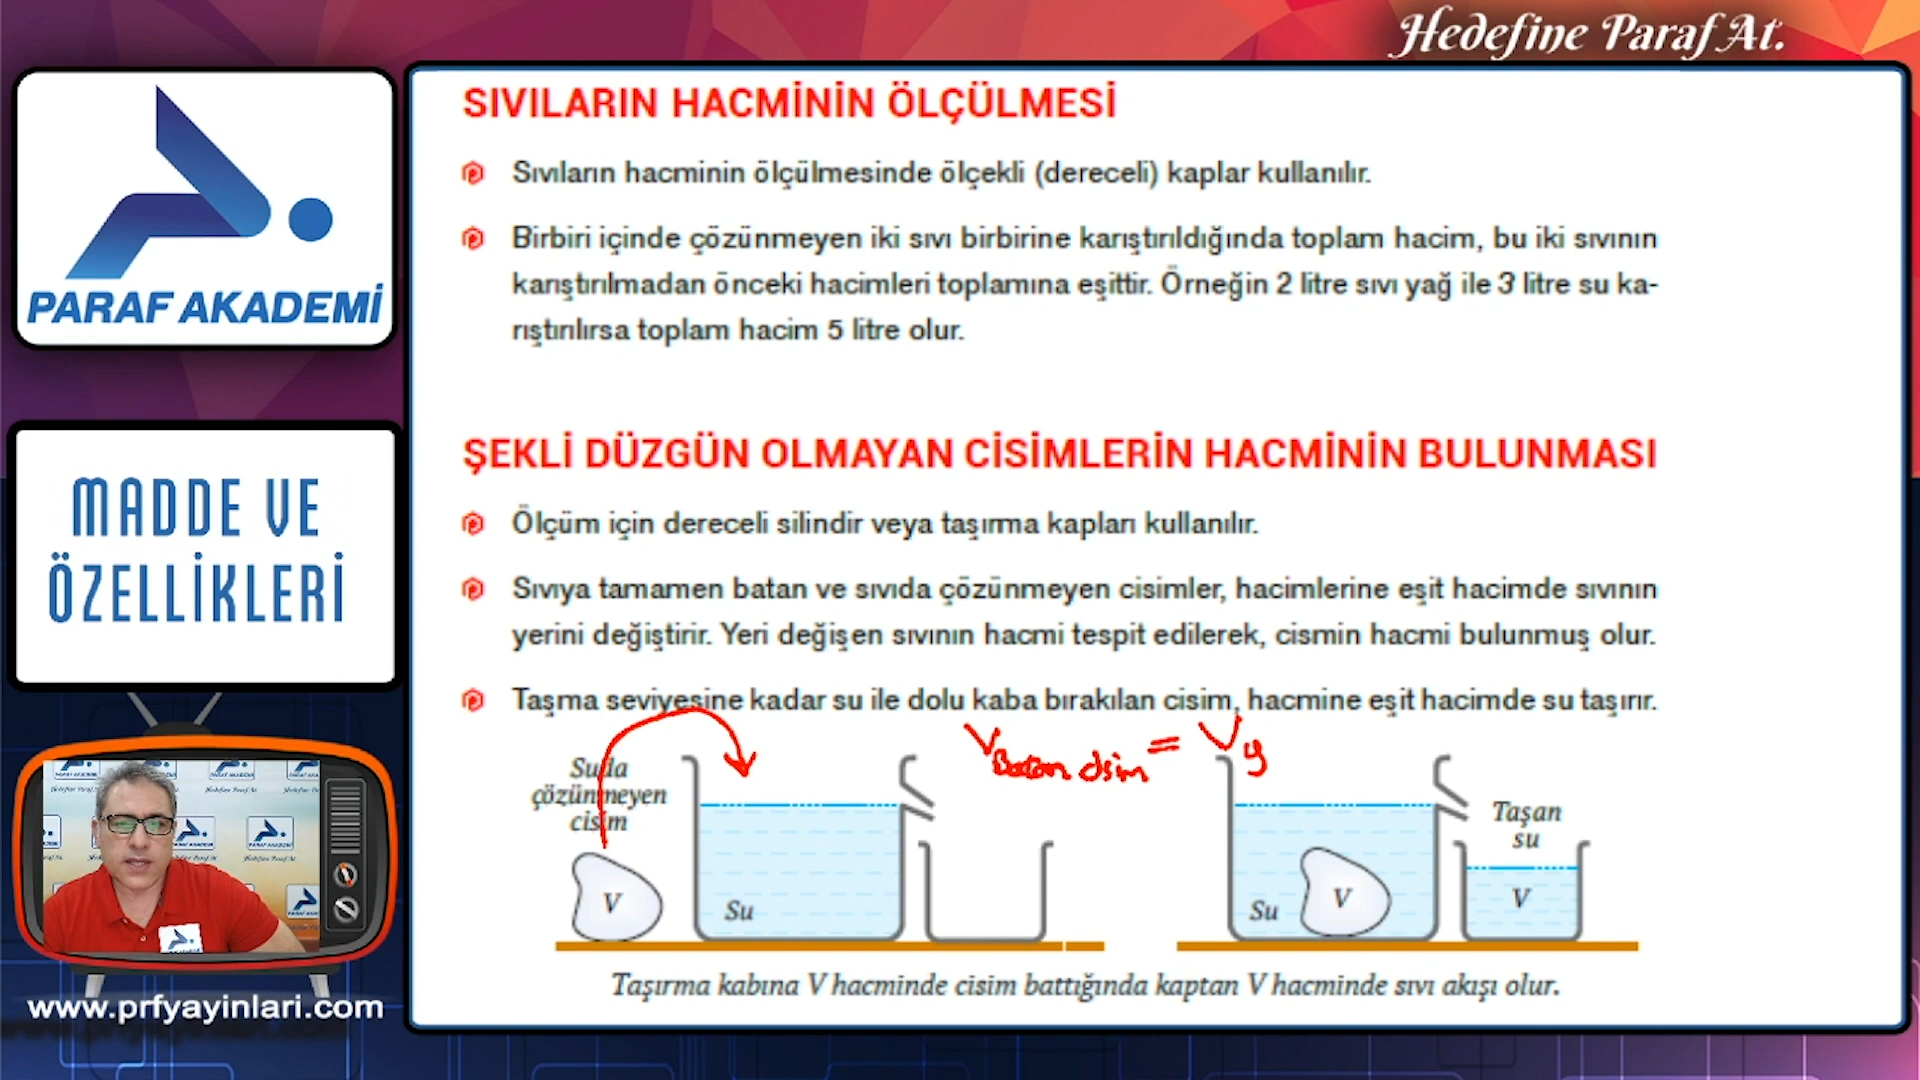 Hedefine Paraf At.
PARAF AKADEMİ
MADDE VE
ÖZELLİKLERİ
www.prfyayinlari.com
SIVILARIN HACMİNİN ÖLÇÜLMESİ
Sıvıların hacminin ölçülmesinde ölçekli (dereceli) kaplar kullanılır.
Birbiri içinde çözünmeyen iki sıvı birbirine karıştırıldığında toplam hacim, bu iki sıvının
karıştırılmadan önceki hacimleri toplamına eşittir. Örneğin 2 litre sıvı yağ ile 3 litre su ka-
rıştırılırsa toplam hacim 5 litre olur.
ŞEKLİ DÜZGÜN OLMAYAN CİSİMLERİN HACMİNİN BULUNMASI
Ölçüm için dereceli silindir veya taşırma kapları kullanılır.
Sıvıya tamamen batan ve sıvıda çözünmeyen cisimler, hacimlerine eşit hacimde sıvının
yerini değiştirir. Yeri değişen sıvının hacmi tespit edilerek, cismin hacmi bulunmuş olur.
Taşma seviyesine kadar su ile dolu kaba bırakılan cisim, hacmine eşit hacimde su taşırır.
V Batan cisim = V y
Suda
çözünmeyen
cisim
V
Su
Su
V
Taşan
su
V
Taşırma kabına V hacminde cisim battığında kaptan V hacminde sıvı akışı olur.